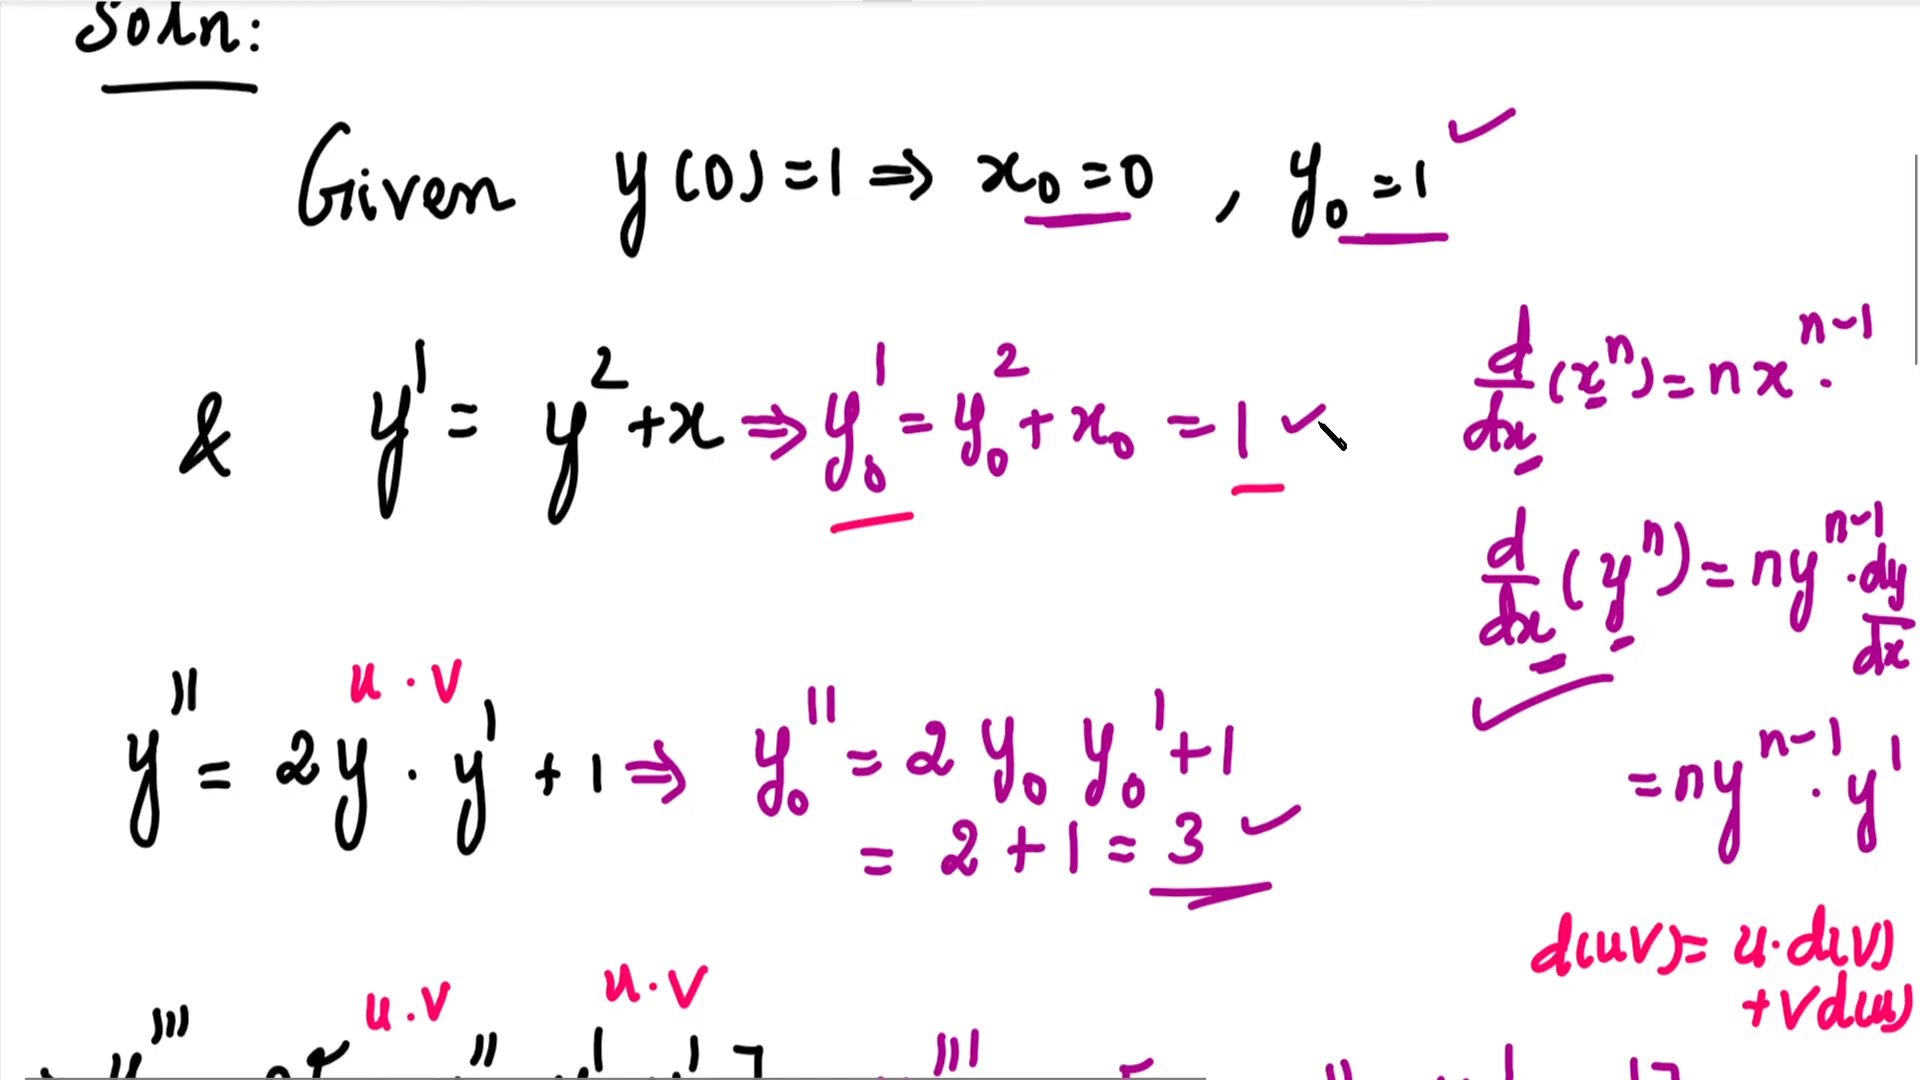 Soln:
Given y(0)=1 ⇒ x₀=0 , y₀=1 ✓
& y' = y²+x ⇒ y₀' = y₀² + x₀ = 1 ✓
d/dx (xⁿ) = nxⁿ⁻¹.
d/dx (yⁿ) = nyⁿ⁻¹ . dy/dx
= nyⁿ⁻¹ . y'
u . v
y'' = 2y . y' + 1 ⇒ y₀'' = 2 y₀ y₀' + 1
= 2 + 1 = 3 ✓
d(uv) = u . d(v)
+ v d(u)
u . v u . v